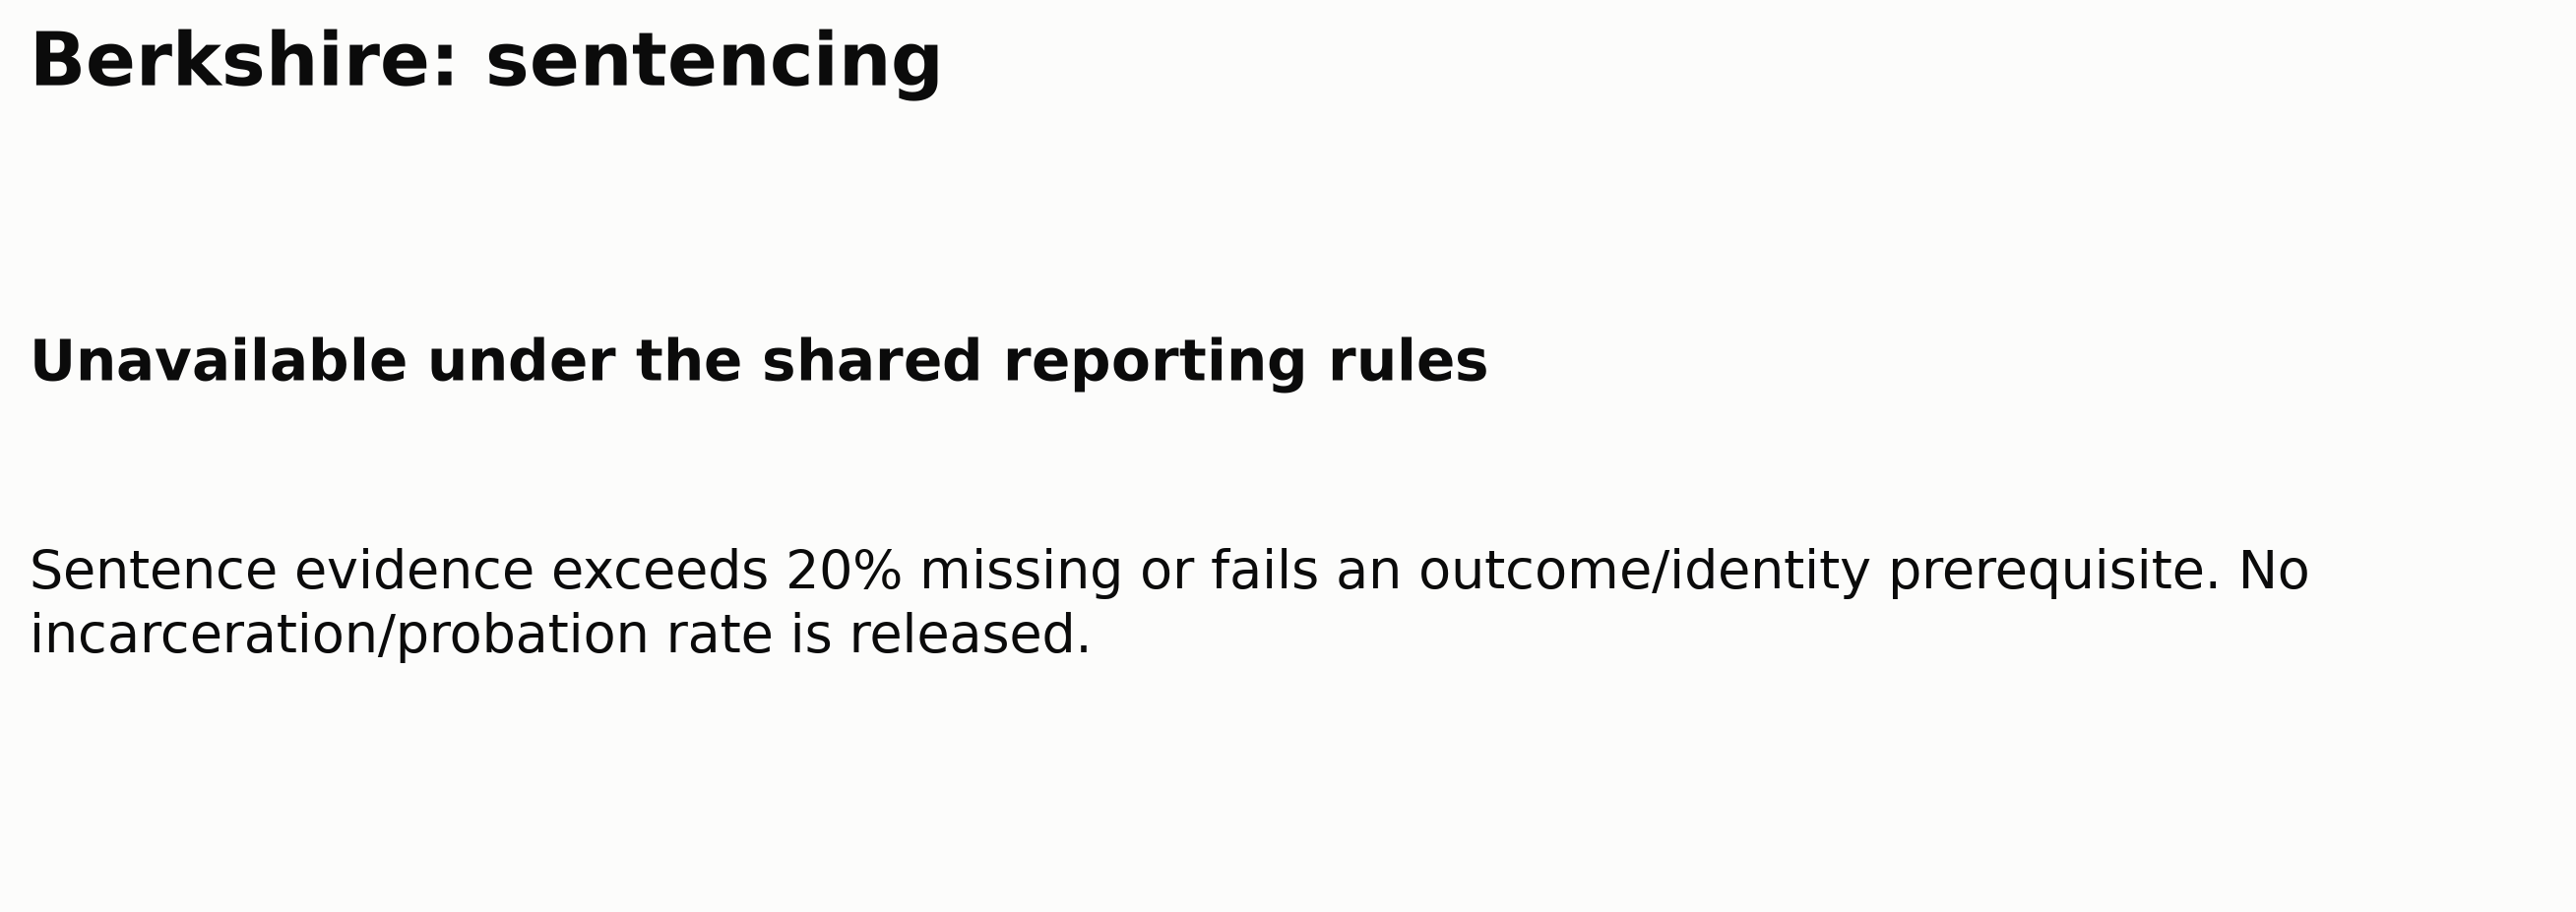 Berkshire: sentencing
Unavailable under the shared reporting rules
Sentence evidence exceeds 20% missing or fails an outcome/identity prerequisite. No
incarceration/probation rate is released.